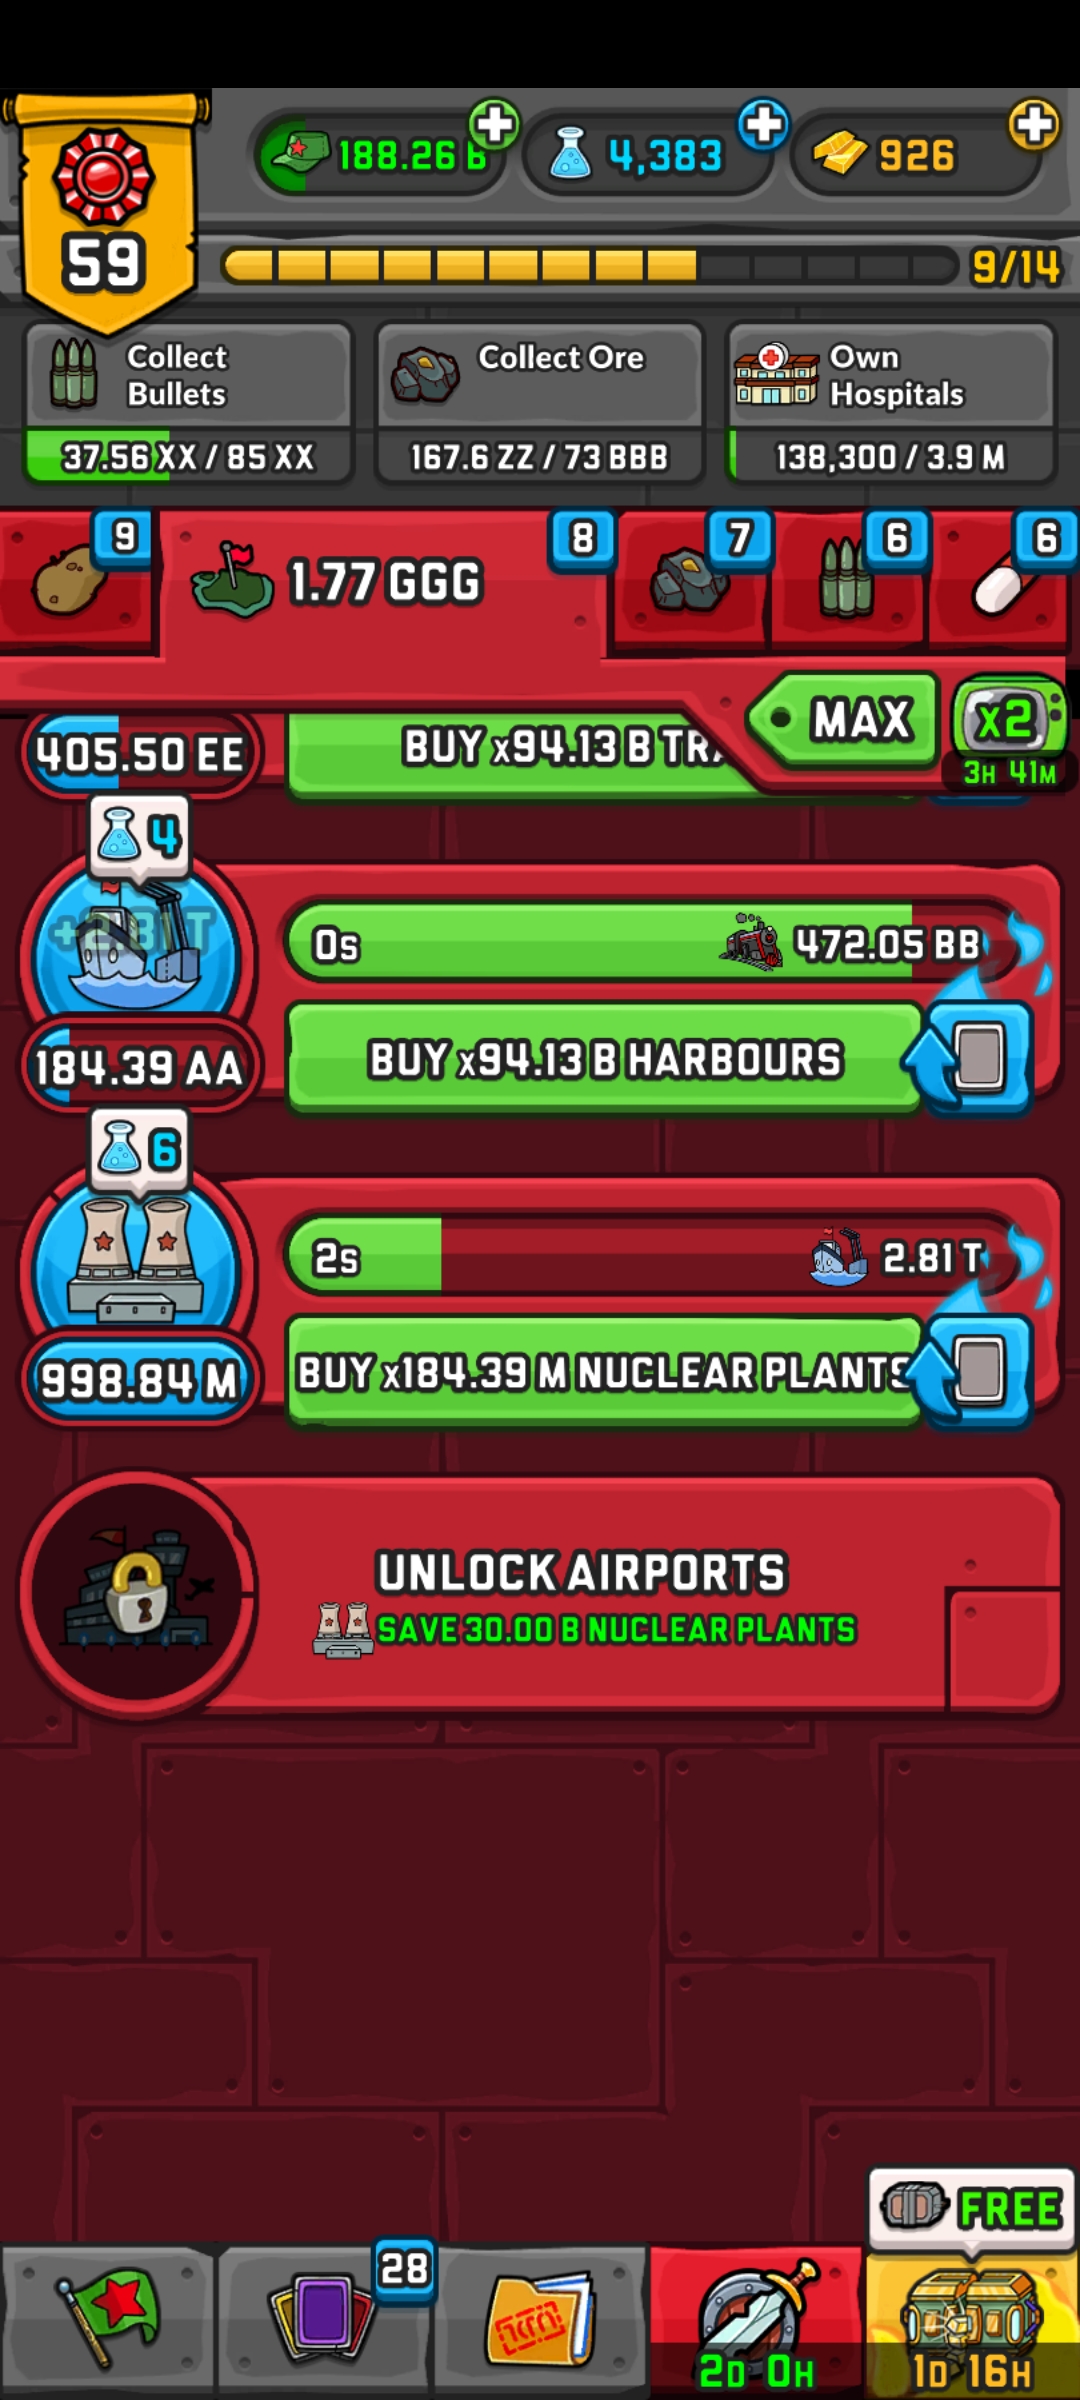 188.26 B
4,383
926
59
9/14
Collect Bullets
37.56 XX / 85 XX
Collect Ore
167.6 ZZ / 73 BBB
Own Hospitals
138,300 / 3.9 M
9
1.77 GGG
8
7
6
6
MAX
x2
3H 41M
405.50 EE
BUY x94.13 B TRA
4
+2.81 T
0s
472.05 BB
184.39 AA
BUY x94.13 B HARBOURS
6
2s
2.81 T
998.84 M
BUY x184.39 M NUCLEAR PLANTS
UNLOCK AIRPORTS
SAVE 30.00 B NUCLEAR PLANTS
FREE
28
2D 0H
1D 16H